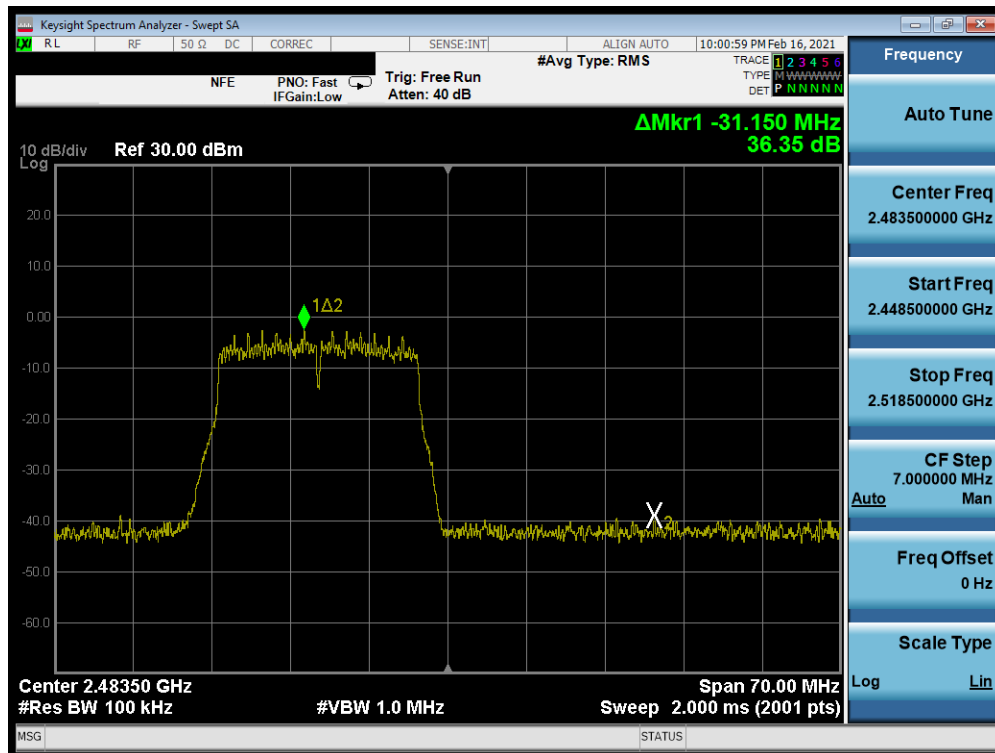 Keysight Spectrum Analyzer - Swept SA
LXI RL RF 50 Ω DC CORREC SENSE:INT ALIGN AUTO 10:00:59 PM Feb 16, 2021
NFE PNO: Fast IFGain:Low Trig: Free Run Atten: 40 dB #Avg Type: RMS
TRACE 1 2 3 4 5 6
TYPE M WWWWW
DET P N N N N N
ΔMkr1 -31.150 MHz
36.35 dB
10 dB/div Ref 30.00 dBm
Log
20.0
10.0
0.00
1Δ2
-10.0
-20.0
-30.0
-40.0
X2
-50.0
-60.0
Center 2.48350 GHz Span 70.00 MHz
#Res BW 100 kHz #VBW 1.0 MHz Sweep 2.000 ms (2001 pts)
MSG STATUS
Frequency
Auto Tune
Center Freq
2.483500000 GHz
Start Freq
2.448500000 GHz
Stop Freq
2.518500000 GHz
CF Step
7.000000 MHz
Auto Man
Freq Offset
0 Hz
Scale Type
Log Lin